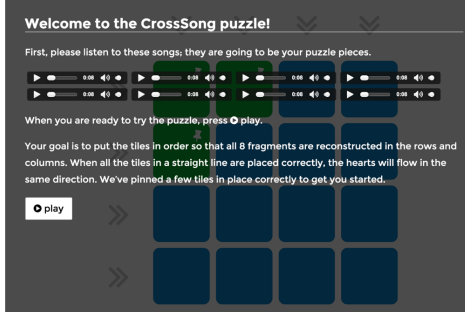 Welcome to the CrossSong puzzle!
First, please listen to these songs; they are going to be your puzzle pieces.
0:08 0:08 0:08 0:08
0:08 0:08 0:08 0:08
When you are ready to try the puzzle, press play.
Your goal is to put the tiles in order so that all 8 fragments are reconstructed in the rows and
columns. When all the tiles in a straight line are placed correctly, the hearts will flow in the
same direction. We've pinned a few tiles in place correctly to get you started.
play